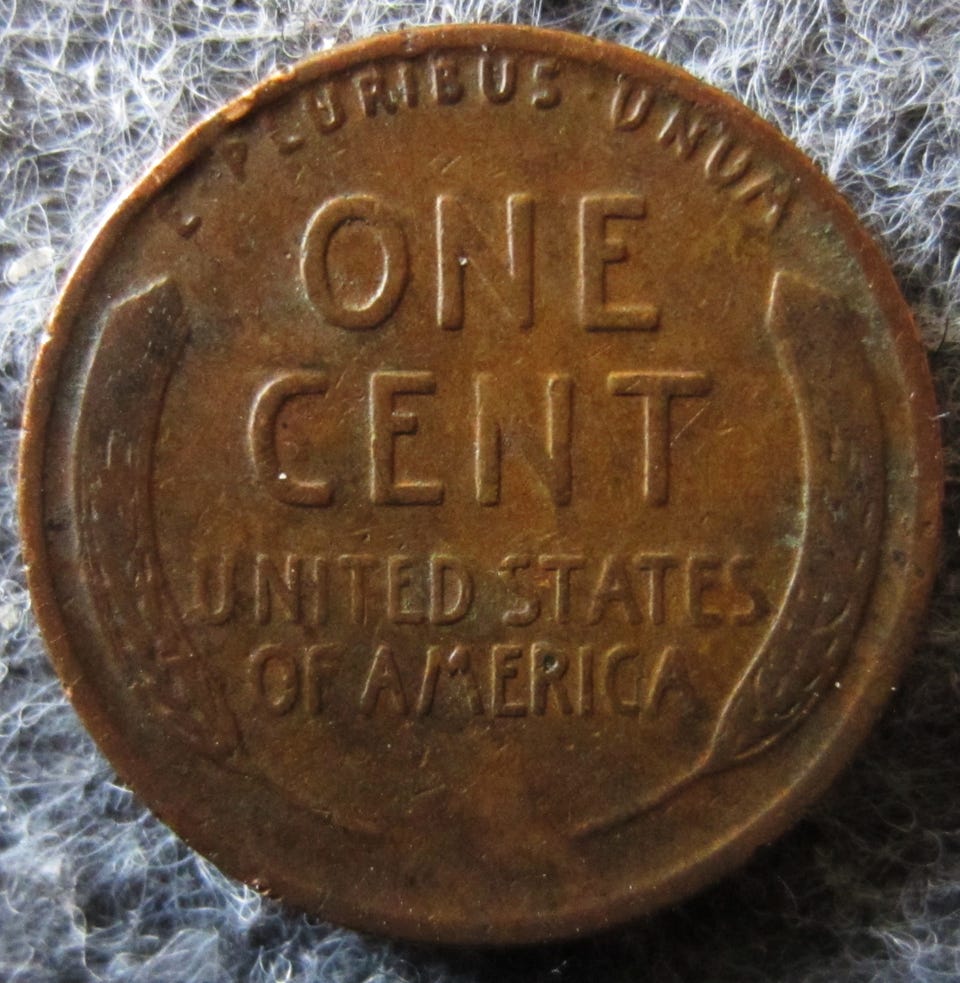 PLURIBUS · UNUM
ONE
CENT
UNITED STATES
OF AMERICA